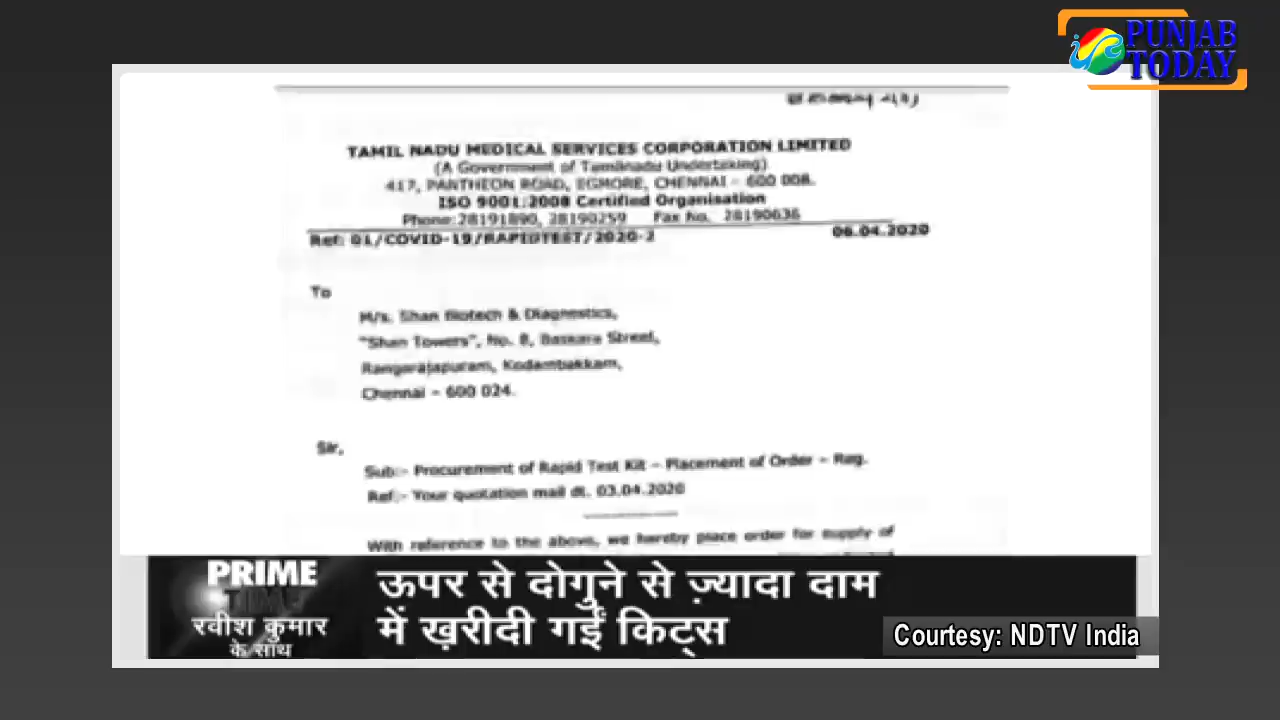 PUNJAB
TODAY
TAMIL NADU MEDICAL SERVICES CORPORATION LIMITED
(A Government of Tamilnadu Undertaking)
417, PANTHEON ROAD, EGMORE, CHENNAI - 600 008.
ISO 9001:2008 Certified Organisation
Phone:28191890, 28190259 Fax No. 28190636
Ref: 01/COVID-19/RAPIDTEST/2020-2 06.04.2020
To
M/s. Shan Biotech & Diagnestics,
"Shan Towers", No. 8, Baskara Street,
Rangarajapuram, Kodambakkam,
Chennai - 600 024.
Sir,
Sub:- Procurement of Rapid Test Kit - Placement of Order - Reg.
Ref:- Your quotation mail dt. 03.04.2020
With reference to the above, we hereby place order for supply of
PRIME
TIME
रवीश कुमार
के साथ
ऊपर से दोगुने से ज़्यादा दाम
में ख़रीदी गईं किट्स
Courtesy: NDTV India